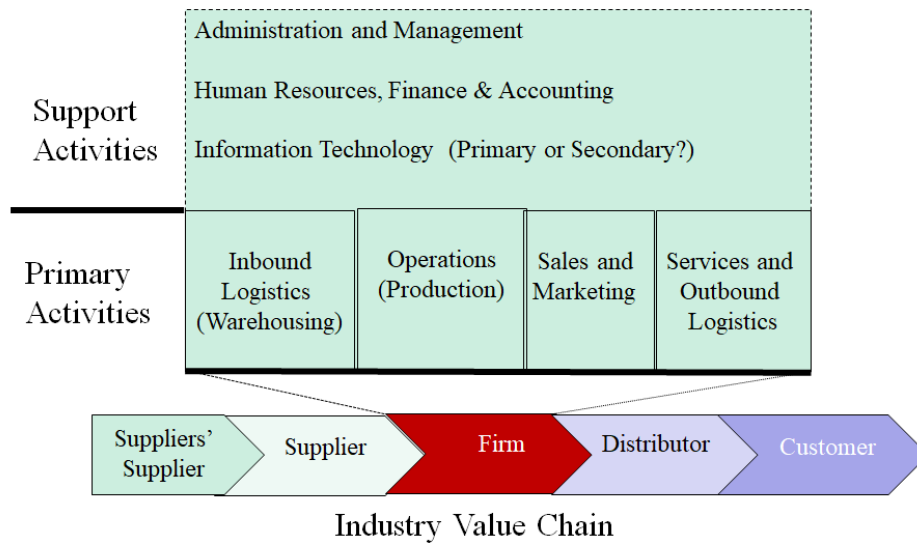 Administration and Management
Human Resources, Finance & Accounting
Support
Activities
Information Technology (Primary or Secondary?)
Primary
Activities
Inbound
Logistics
(Warehousing)
Operations
(Production)
Sales and
Marketing
Services and
Outbound
Logistics
Suppliers’
Supplier
Supplier
Firm
Distributor
Customer
Industry Value Chain